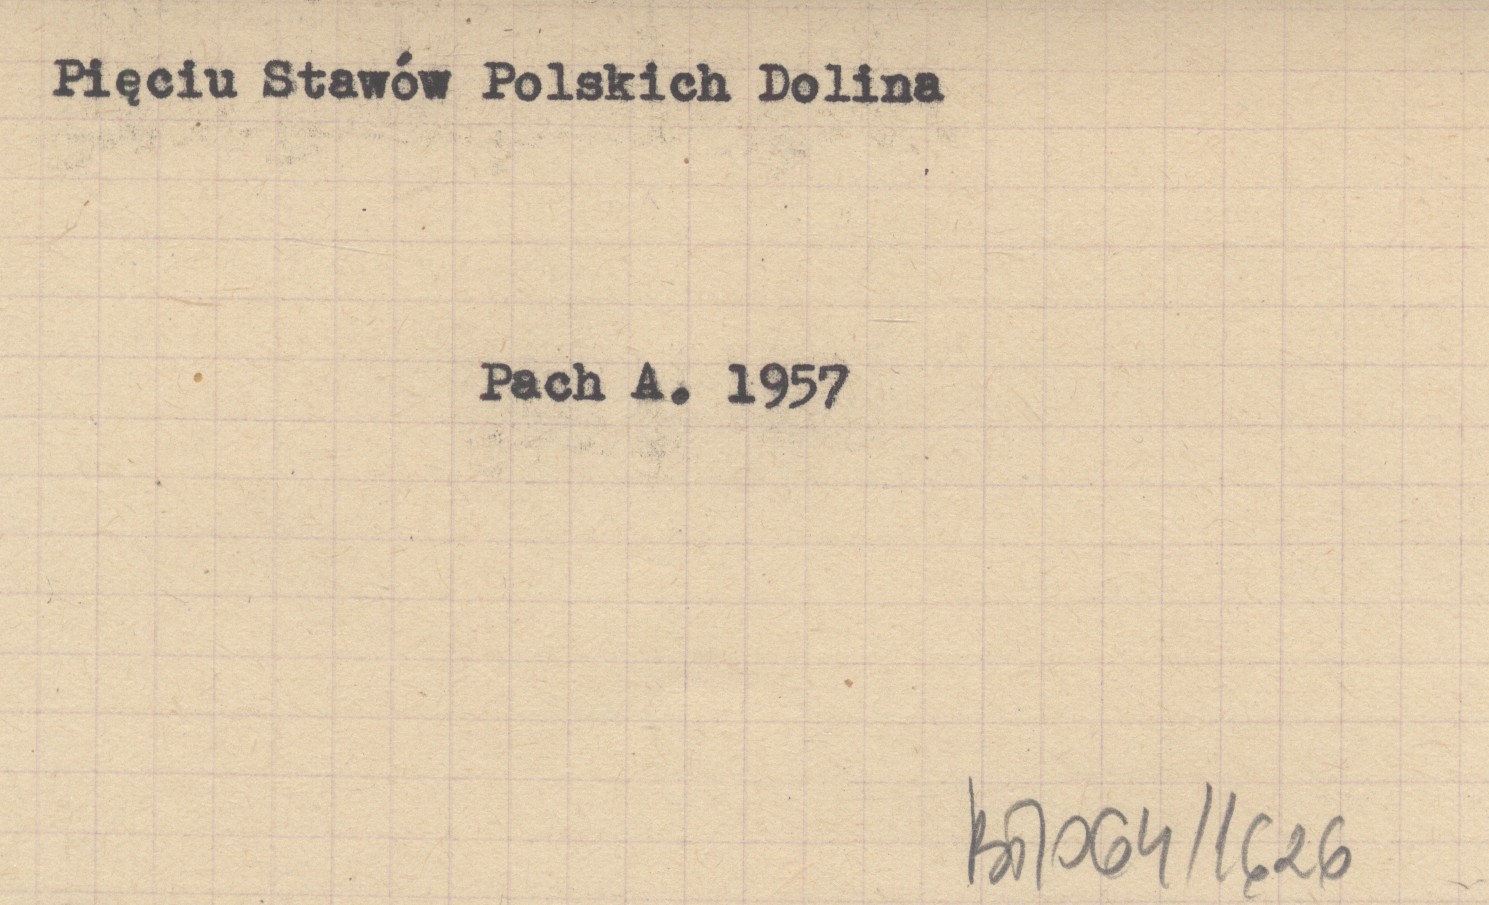 Pięciu Stawów Polskich Dolina
Pach A. 1957